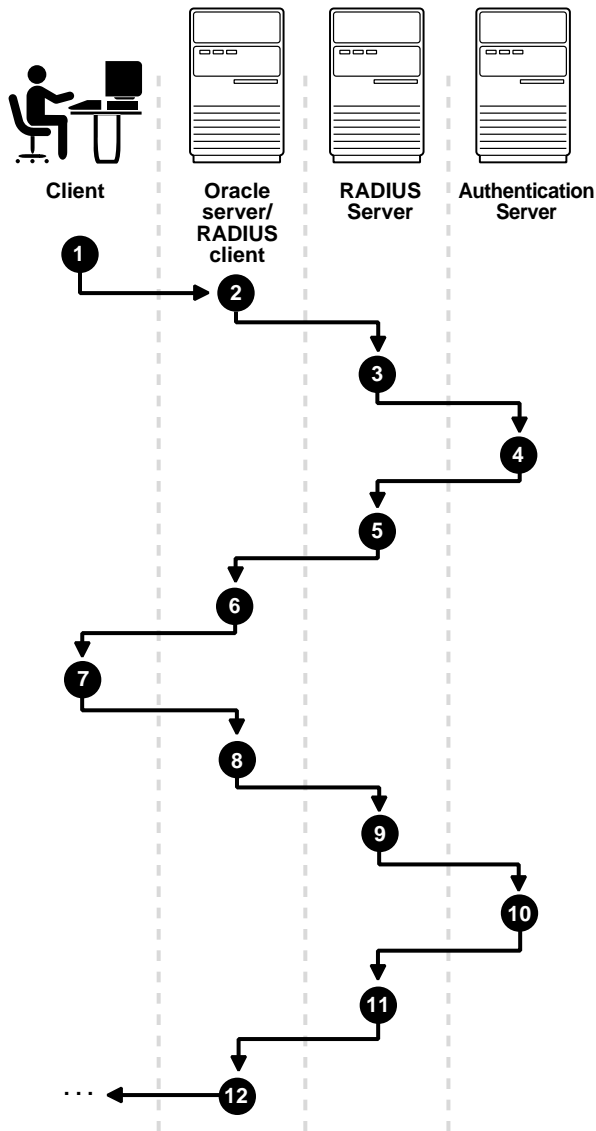 Client
Oracle
server/
RADIUS
client
RADIUS
Server
Authentication
Server
1
2
3
4
5
6
7
8
9
10
11
12
...